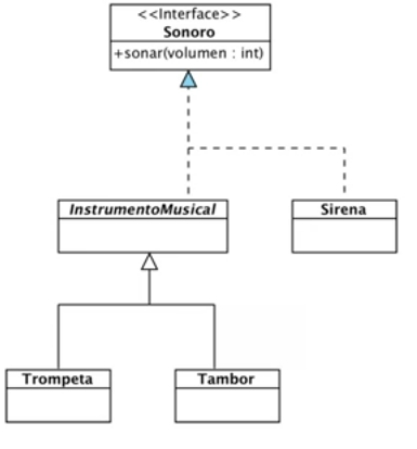 <<Interface>>
Sonoro
+sonar(volumen : int)
InstrumentoMusical
Sirena
Trompeta
Tambor